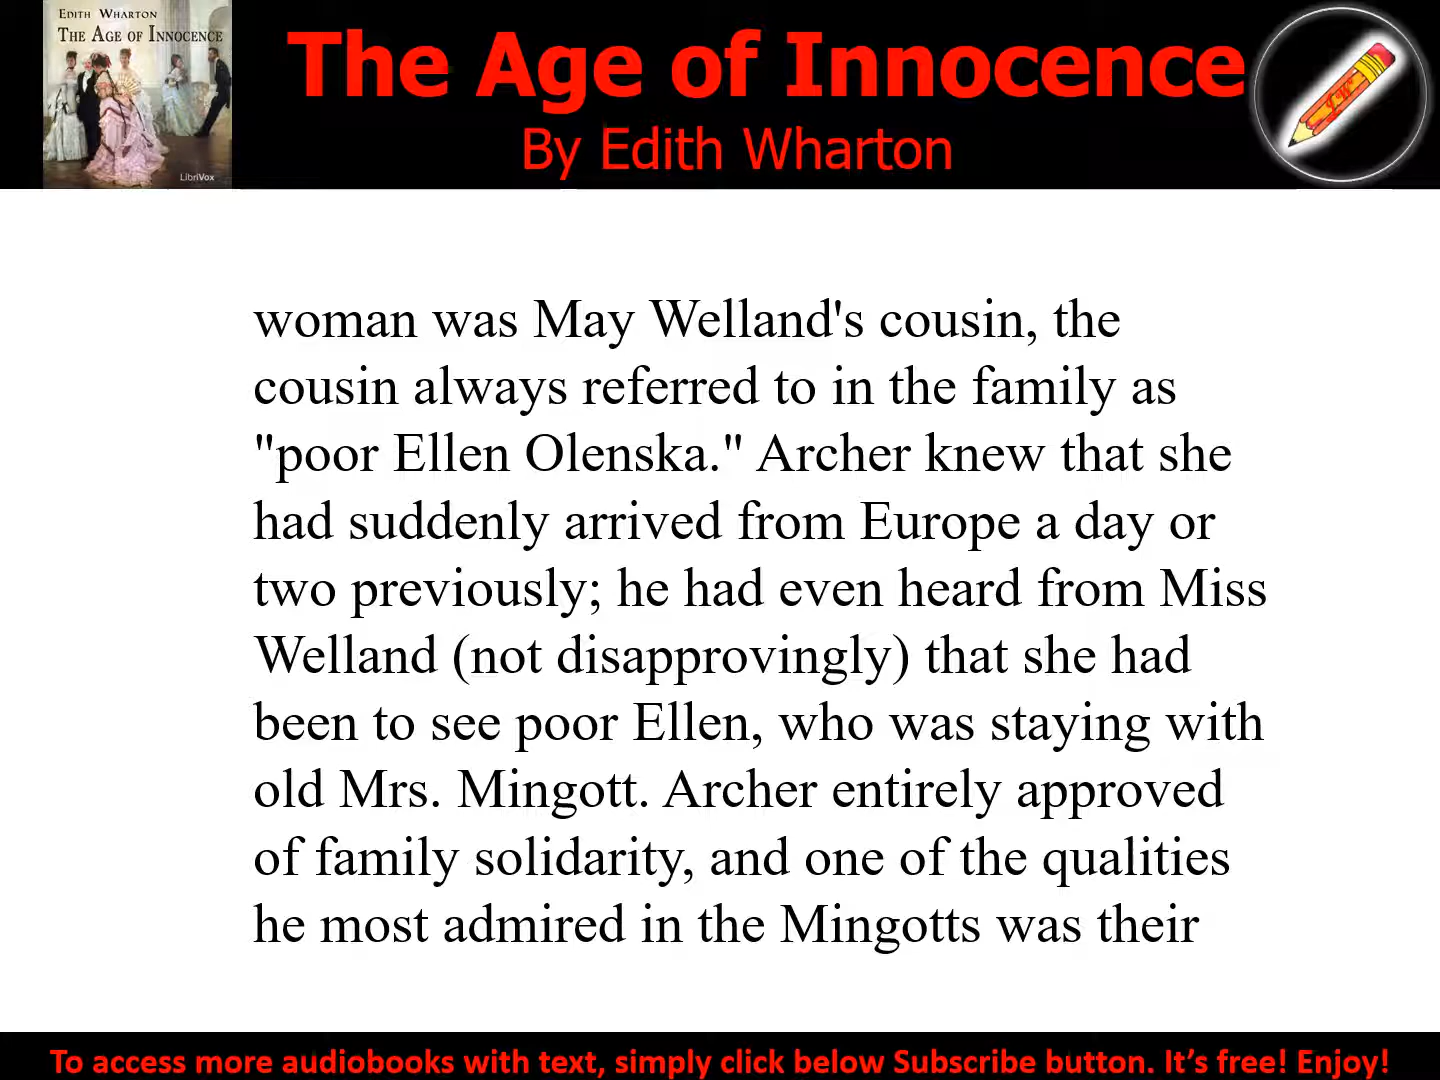 EDITH WHARTON
THE AGE OF INNOCENCE
LibriVox
The Age of Innocence
By Edith Wharton
JW
woman was May Welland's cousin, the
cousin always referred to in the family as
"poor Ellen Olenska." Archer knew that she
had suddenly arrived from Europe a day or
two previously; he had even heard from Miss
Welland (not disapprovingly) that she had
been to see poor Ellen, who was staying with
old Mrs. Mingott. Archer entirely approved
of family solidarity, and one of the qualities
he most admired in the Mingotts was their
To access more audiobooks with text, simply click below Subscribe button. It’s free! Enjoy!